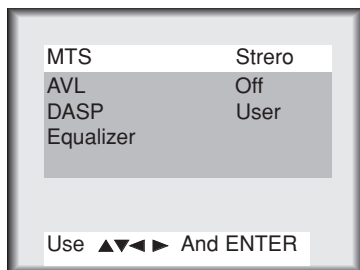 MTS Strero
AVL Off
DASP User
Equalizer
Use ▲▼◄ ► And ENTER